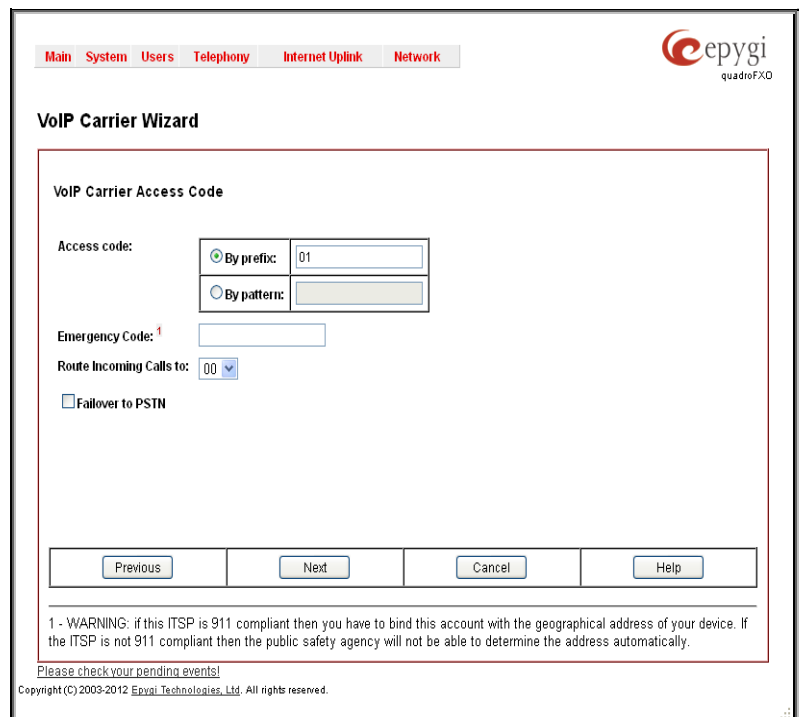 Main System Users Telephony Internet Uplink Network
epygi
quadroFXO
VoIP Carrier Wizard
VoIP Carrier Access Code
Access code:
By prefix: 01
By pattern:
Emergency Code: 1
Route Incoming Calls to: 00
Failover to PSTN
Previous Next Cancel Help
1 - WARNING: if this ITSP is 911 compliant then you have to bind this account with the geographical address of your device. If
the ITSP is not 911 compliant then the public safety agency will not be able to determine the address automatically.
Please check your pending events!
Copyright (C) 2003-2012 Epygi Technologies, Ltd. All rights reserved.